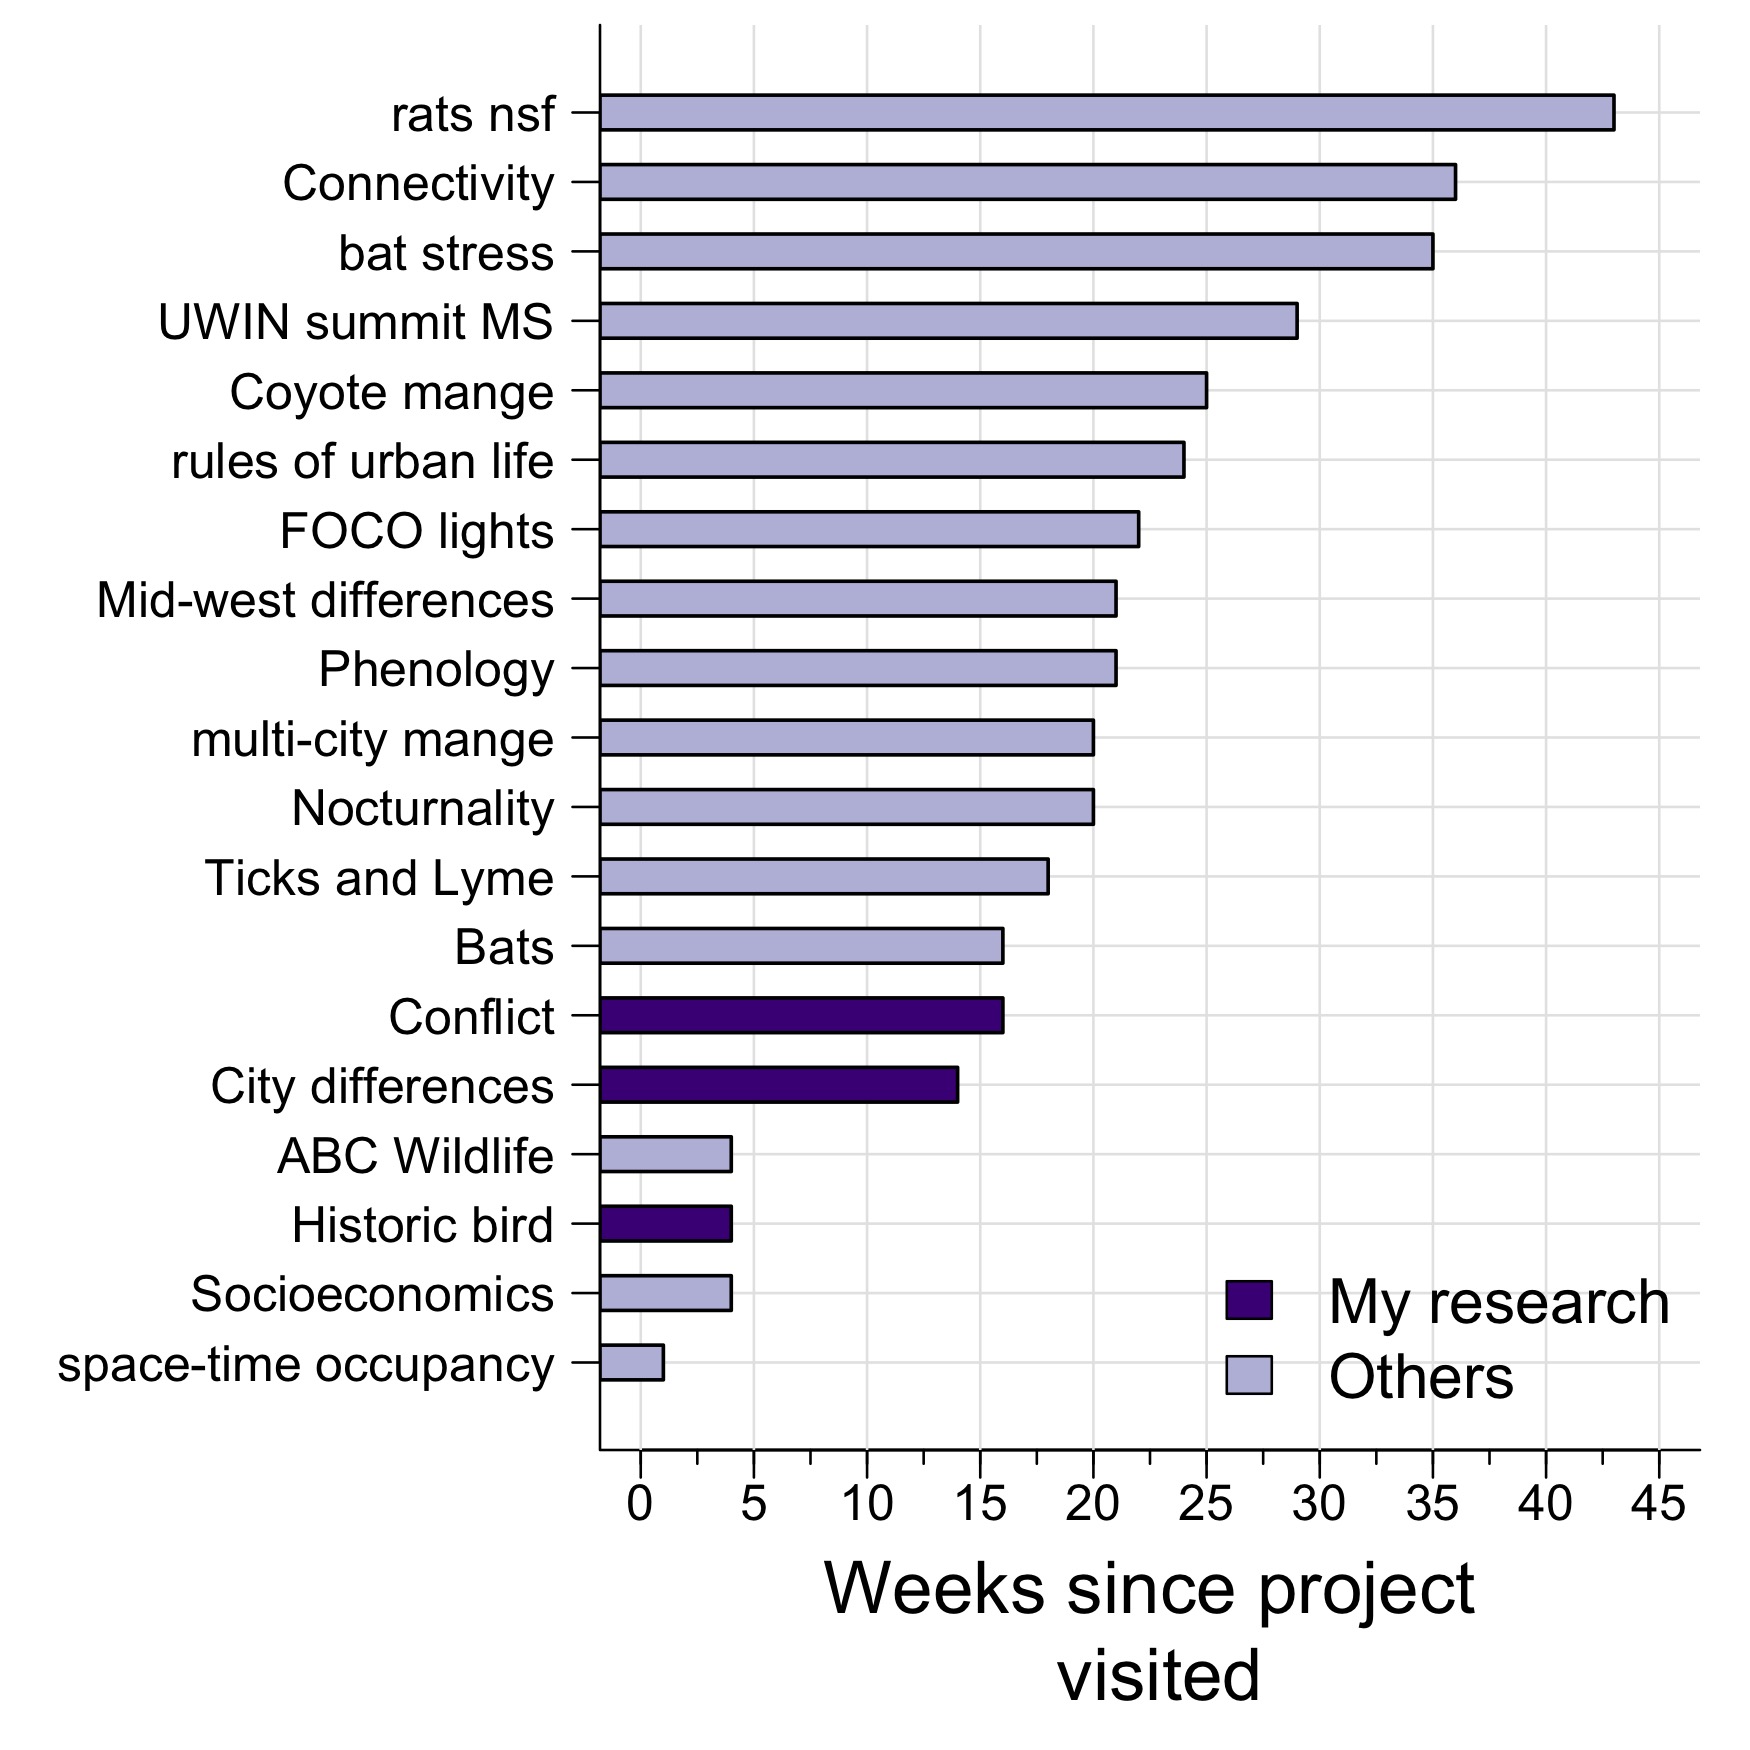 rats nsf
Connectivity
bat stress
UWIN summit MS
Coyote mange
rules of urban life
FOCO lights
Mid-west differences
Phenology
multi-city mange
Nocturnality
Ticks and Lyme
Bats
Conflict
City differences
ABC Wildlife
Historic bird
Socioeconomics
space-time occupancy
My research
Others
0 5 10 15 20 25 30 35 40 45
Weeks since project
visited